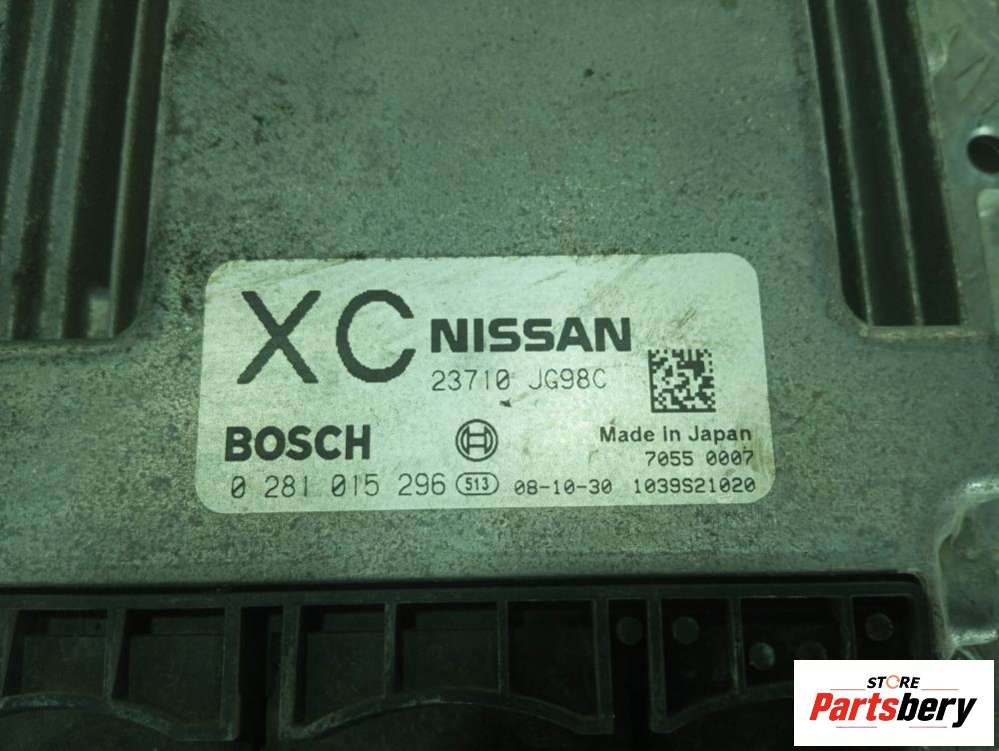 XC NISSAN
23710 JG98C
BOSCH
Made in Japan
7055 0007
0 281 015 296 513 08-10-30 1039S21020
STORE
Partsbery